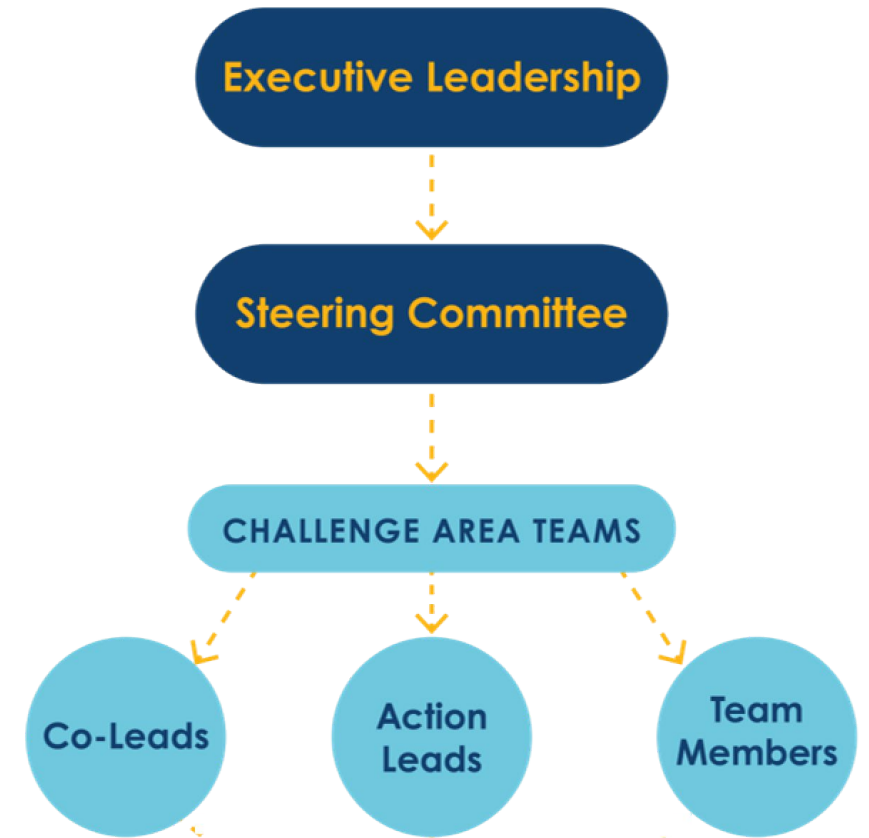 Executive Leadership
Steering Committee
CHALLENGE AREA TEAMS
Co-Leads
Action
Leads
Team
Members